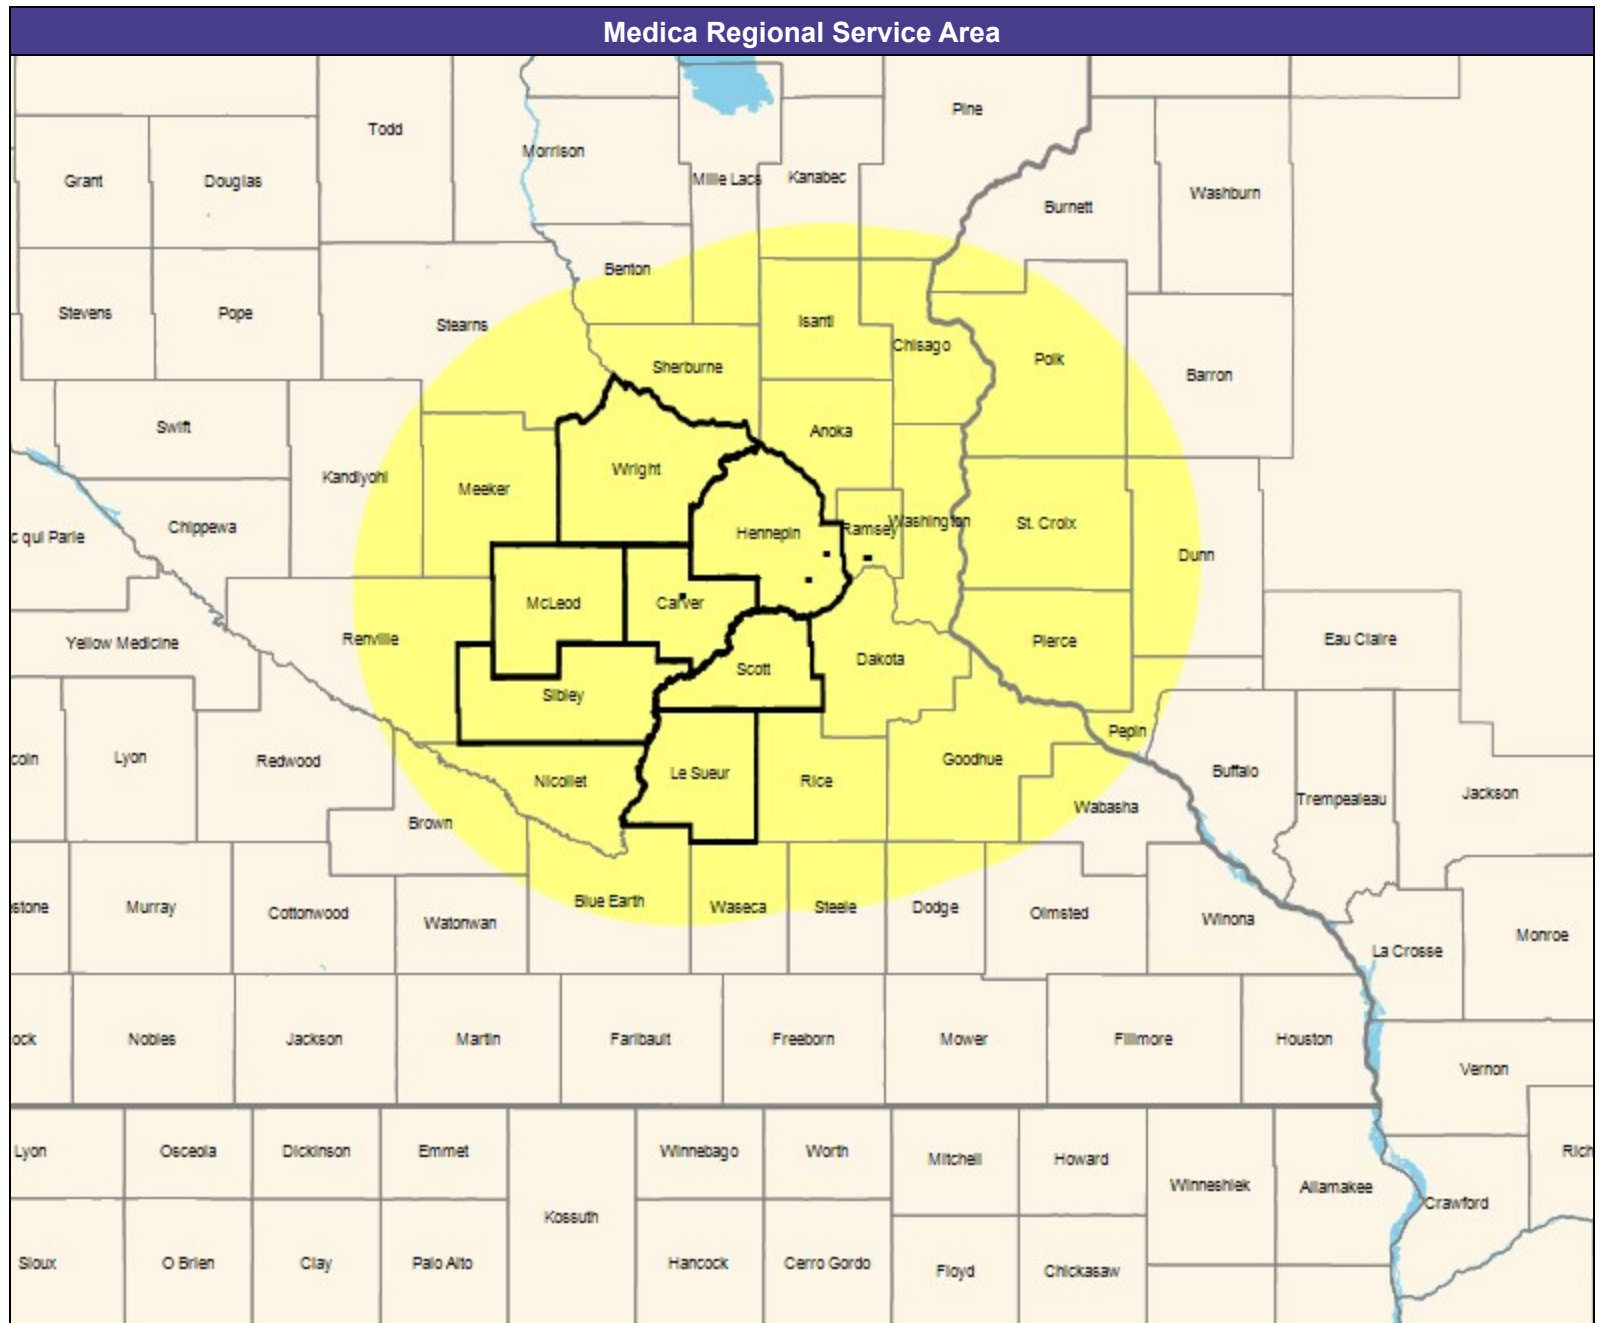 Medica Regional Service Area
Pine
Todd
Morrison
Mille Lacs
Kanabec
Grant
Douglas
Washburn
Burnett
Benton
Stevens
Pope
Stearns
Isanti
Chisago
Polk
Sherburne
Barron
Swift
Anoka
Wright
Kandiyohi
Meeker
Chippewa
Hennepin
Ramsey
Washington
St. Croix
c qui Parle
Dunn
McLeod
Carver
Yellow Medicine
Renville
Pierce
Eau Claire
Dakota
Scott
Sibley
Pepin
coln
Lyon
Redwood
Goodhue
Le Sueur
Nicollet
Rice
Buffalo
Trempealeau
Jackson
Wabasha
Brown
Blue Earth
stone
Murray
Cottonwood
Watonwan
Waseca
Steele
Dodge
Olmsted
Winona
La Crosse
Monroe
ock
Nobles
Jackson
Martin
Faribault
Freeborn
Mower
Fillmore
Houston
Vernon
Lyon
Osceola
Dickinson
Emmet
Winnebago
Worth
Mitchell
Howard
Rich
Winneshiek
Allamakee
Crawford
Kossuth
Sioux
O Brien
Clay
Palo Alto
Hancock
Cerro Gordo
Floyd
Chickasaw